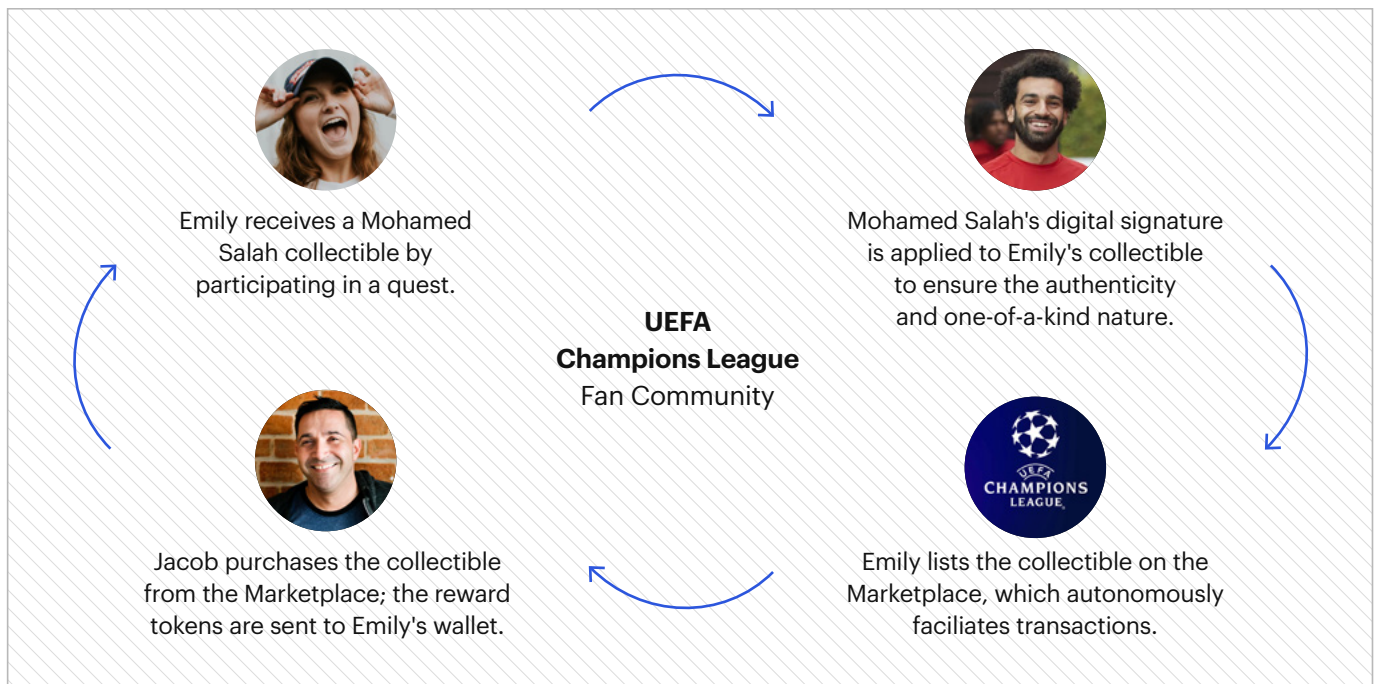 Emily receives a Mohamed
Salah collectible by
participating in a quest.
Mohamed Salah's digital signature
is applied to Emily's collectible
to ensure the authenticity
and one-of-a-kind nature.
UEFA
Champions League
Fan Community
Jacob purchases the collectible
from the Marketplace; the reward
tokens are sent to Emily's wallet.
UEFA
CHAMPIONS
LEAGUE
Emily lists the collectible on the
Marketplace, which autonomously
faciliates transactions.